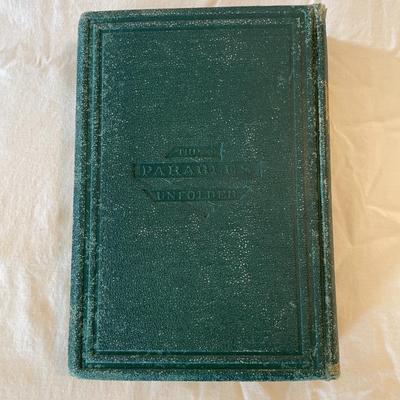 THE
PARABLES
UNFOLDED